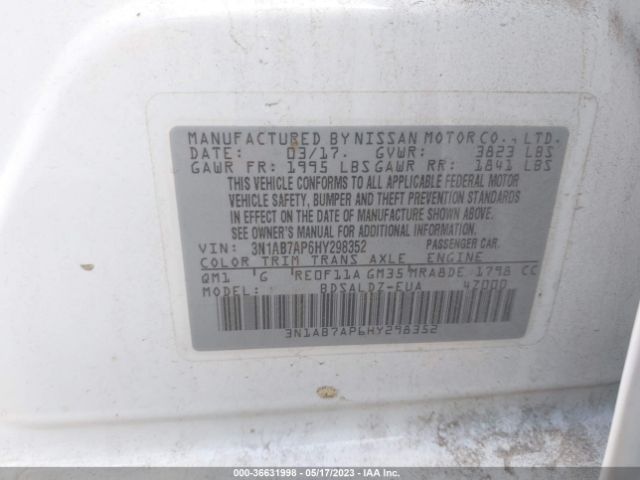 MANUFACTURED BY NISSAN MOTOR CO., LTD.
DATE: 03/17. GVWR: 3823 LBS
GAWR FR: 1995 LBS GAWR RR: 1841 LBS
THIS VEHICLE CONFORMS TO ALL APPLICABLE FEDERAL MOTOR
VEHICLE SAFETY, BUMPER AND THEFT PREVENTION STANDARDS
IN EFFECT ON THE DATE OF MANUFACTURE SHOWN ABOVE.
SEE OWNER'S MANUAL FOR ADDITIONAL INFORMATION.
VIN: 3N1AB7AP6HY298352 PASSENGER CAR.
COLOR TRIM TRANS AXLE ENGINE
QM1 G RE0F11A GM35 MRA8DE 1798 CC
MODEL: BDSALDZ-EUA 4Z000
3N1AB7AP6HY298352
000-36631998 - 05/17/2023 - IAA Inc.